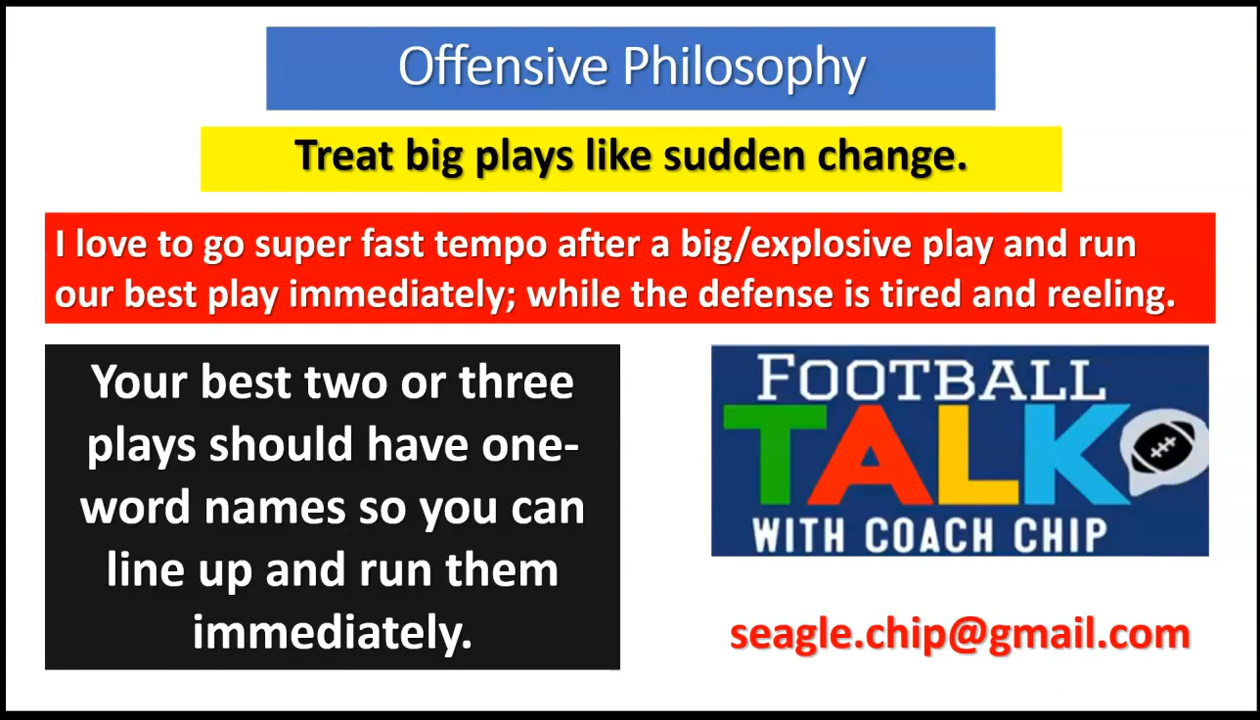 Offensive Philosophy
Treat big plays like sudden change.
I love to go super fast tempo after a big/explosive play and run
our best play immediately; while the defense is tired and reeling.
Your best two or three
plays should have one-
word names so you can
line up and run them
immediately.
FOOTBALL
TALK
WITH COACH CHIP
seagle.chip@gmail.com